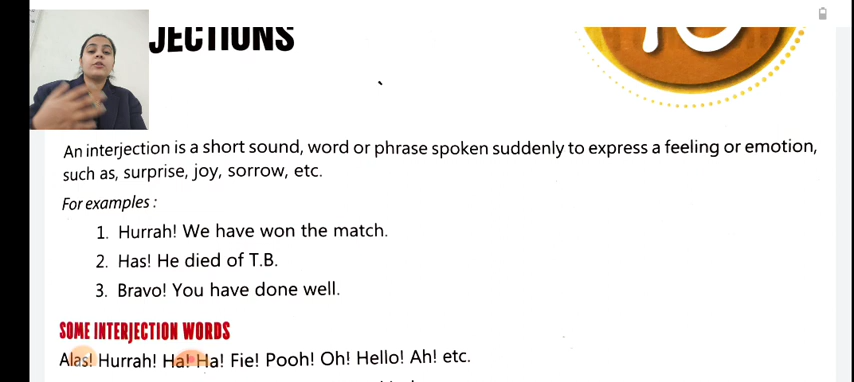 JECTIONS
An interjection is a short sound, word or phrase spoken suddenly to express a feeling or emotion,
such as, surprise, joy, sorrow, etc.
For examples :
1. Hurrah! We have won the match.
2. Has! He died of T.B.
3. Bravo! You have done well.
SOME INTERJECTION WORDS
Alas! Hurrah! Ha! Ha! Fie! Pooh! Oh! Hello! Ah! etc.